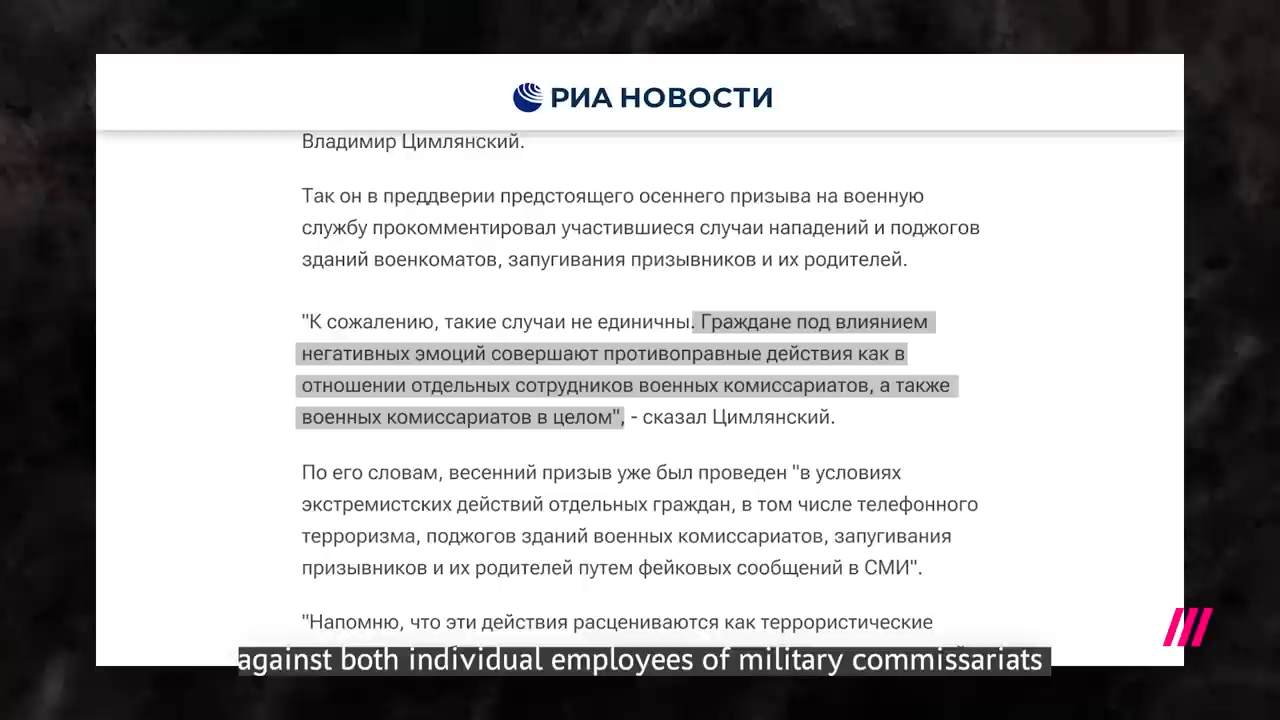 РИА НОВОСТИ
Владимир Цимлянский.
Так он в преддверии предстоящего осеннего призыва на военную
службу прокомментировал участившиеся случаи нападений и поджогов
зданий военкоматов, запугивания призывников и их родителей.
"К сожалению, такие случаи не единичны. Граждане под влиянием
негативных эмоций совершают противоправные действия как в
отношении отдельных сотрудников военных комиссариатов, а также
военных комиссариатов в целом", - сказал Цимлянский.
По его словам, весенний призыв уже был проведен "в условиях
экстремистских действий отдельных граждан, в том числе телефонного
терроризма, поджогов зданий военных комиссариатов, запугивания
призывников и их родителей путем фейковых сообщений в СМИ".
"Напомню, что эти действия расцениваются как террористические
against both individual employees of military commissariats